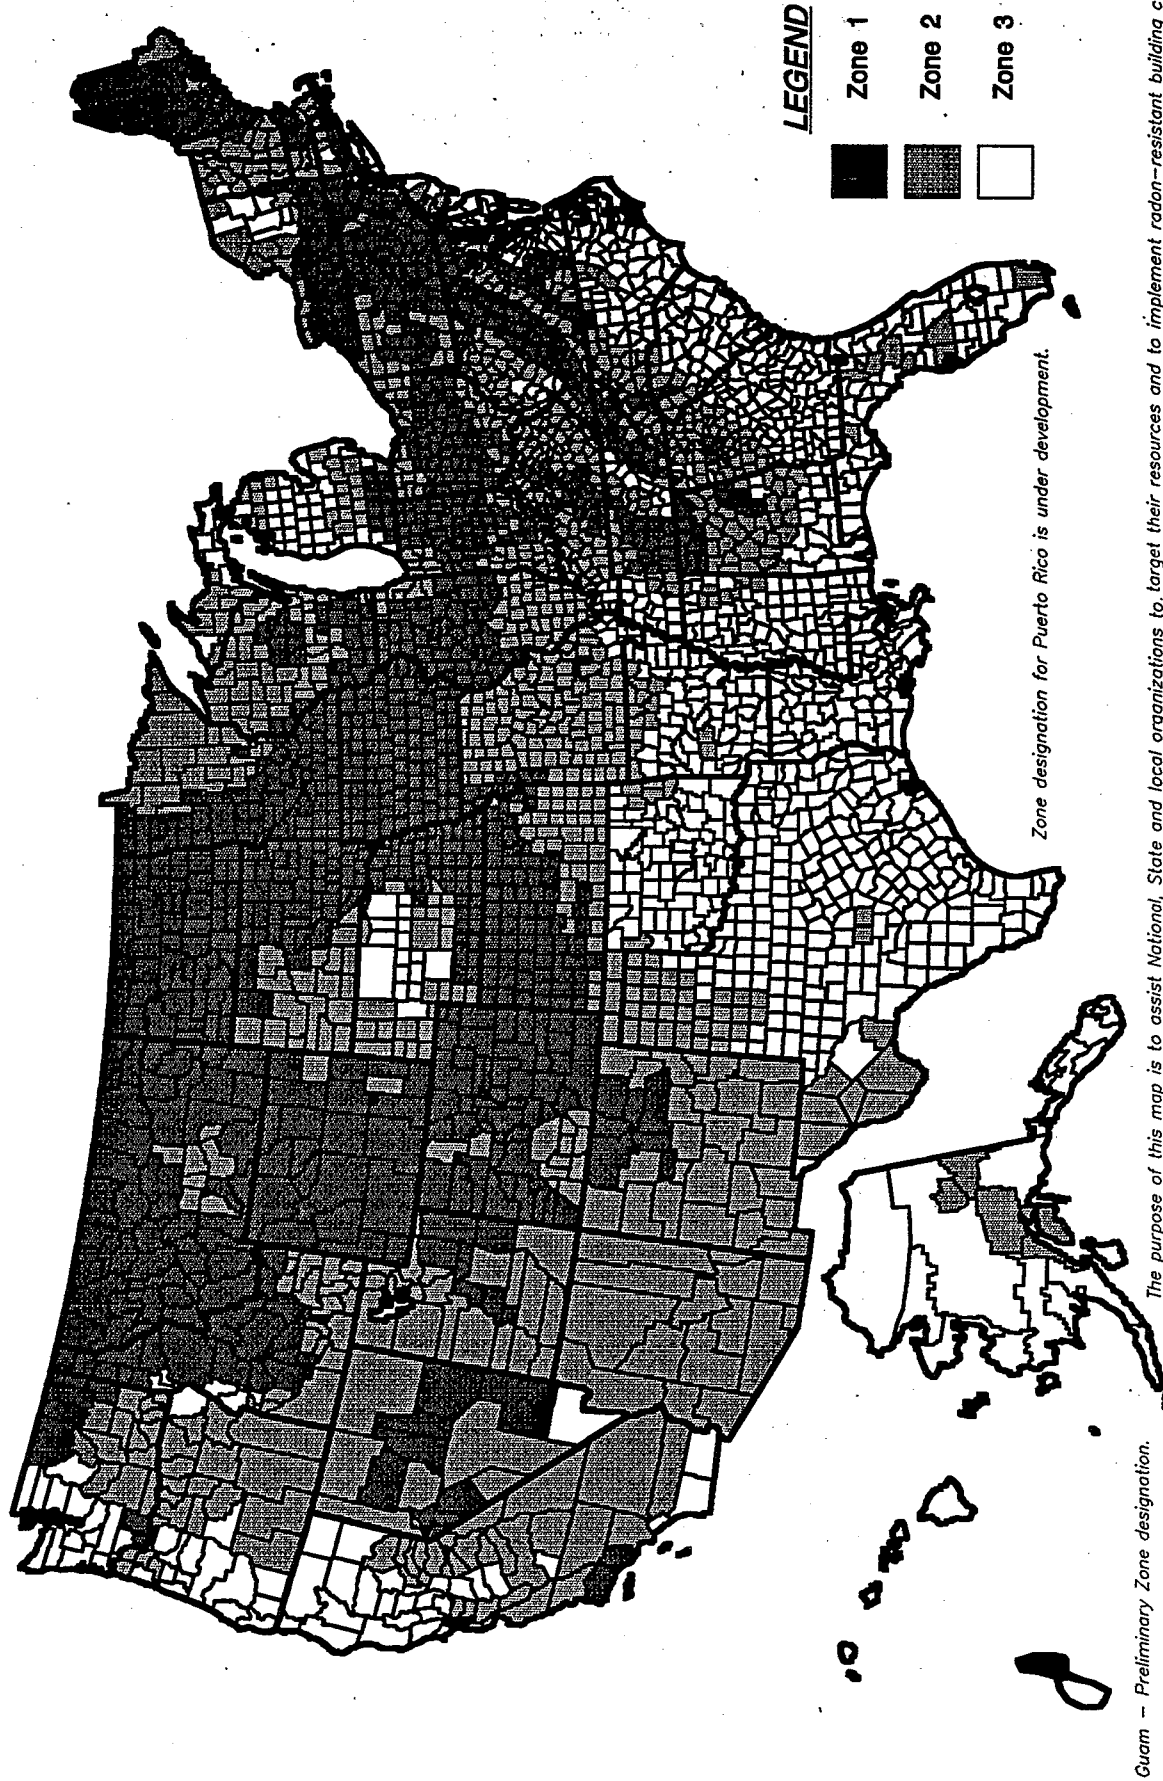 LEGEND
Zone 1
Zone 2
Zone 3
Zone designation for Puerto Rico is under development.
Guam - Preliminary Zone designation.
The purpose of this map is to assist National, State and local organizations to target their resources and to implement radon-resistant building c